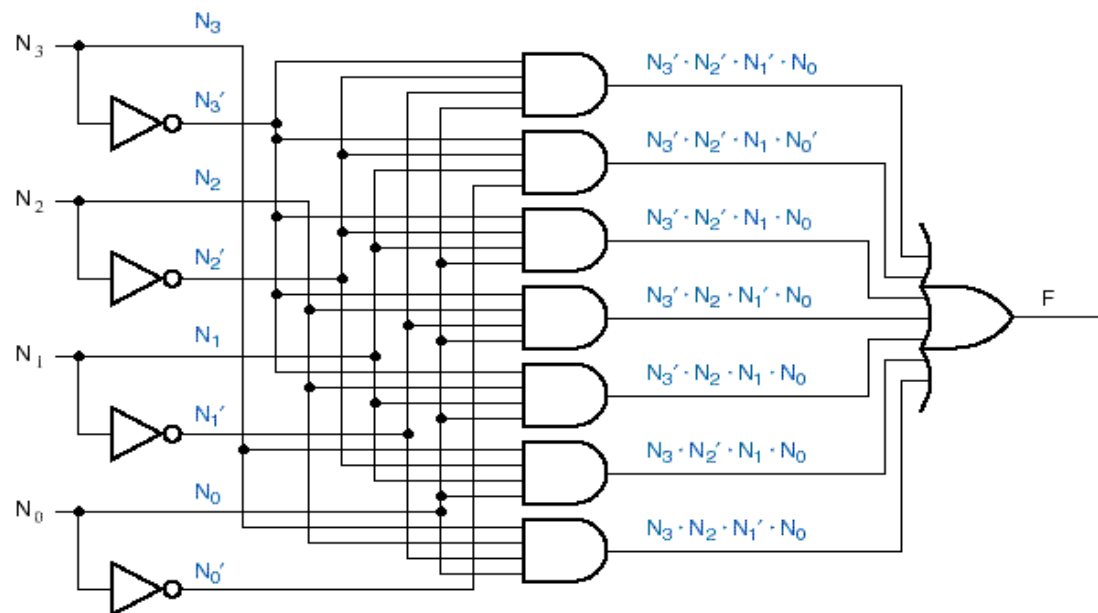 N₃
N₃
N₃′
N₂
N₂
N₂′
N₁
N₁
N₁′
N₀
N₀
N₀′
N₃′ · N₂′ · N₁′ · N₀
N₃′ · N₂′ · N₁ · N₀′
N₃′ · N₂′ · N₁ · N₀
N₃′ · N₂ · N₁′ · N₀
N₃′ · N₂ · N₁ · N₀
N₃ · N₂′ · N₁ · N₀
N₃ · N₂ · N₁′ · N₀
F